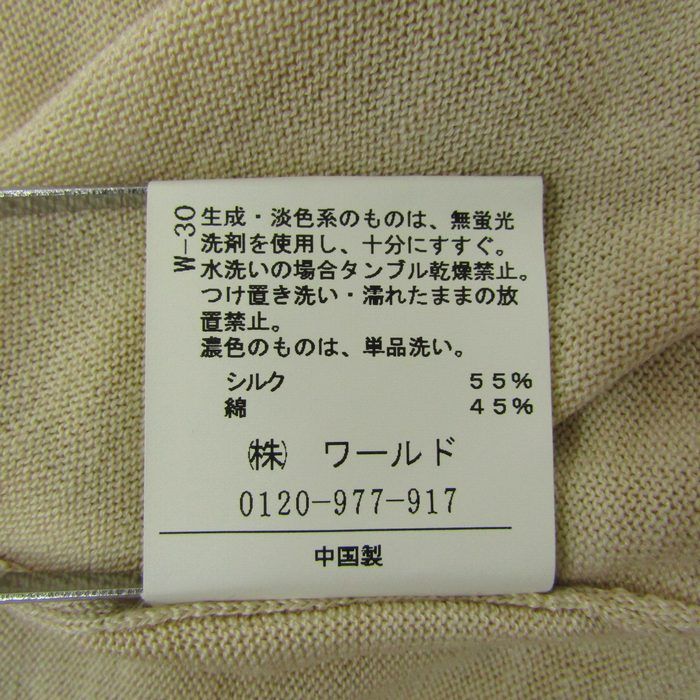 W-30
生成・淡色系のものは、無蛍光
洗剤を使用し、十分にすすぐ。
水洗いの場合タンブル乾燥禁止。
つけ置き洗い・濡れたままの放
置禁止。
濃色のものは、単品洗い。
シルク 55%
綿 45%
㈱ ワールド
0120-977-917
中国製